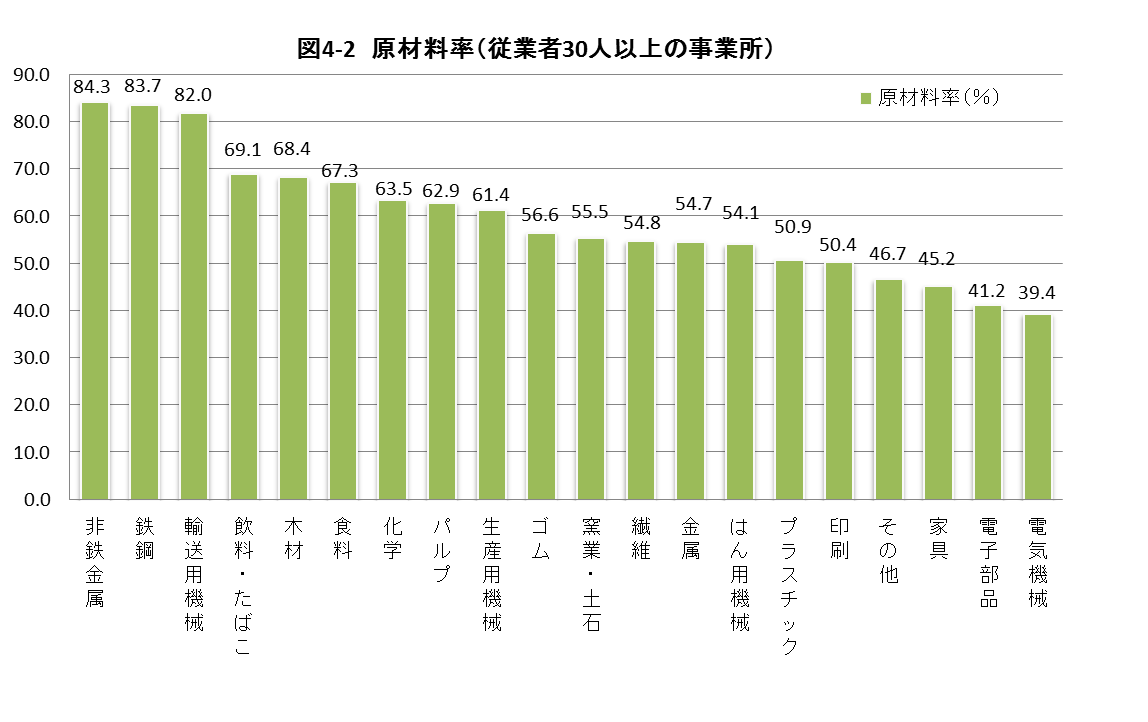 図4-2 原材料率(従業者30人以上の事業所)
原材料率(%)
90.0
80.0
70.0
60.0
50.0
40.0
30.0
20.0
10.0
0.0
84.3
83.7
82.0
69.1
68.4
67.3
63.5
62.9
61.4
56.6
55.5
54.8
54.7
54.1
50.9
50.4
46.7
45.2
41.2
39.4
非鉄金属
鉄鋼
輸送用機械
飲料・たばこ
木材
食料
化学
パルプ
生産用機械
ゴム
窯業・土石
繊維
金属
はん用機械
プラスチック
印刷
その他
家具
電子部品
電気機械